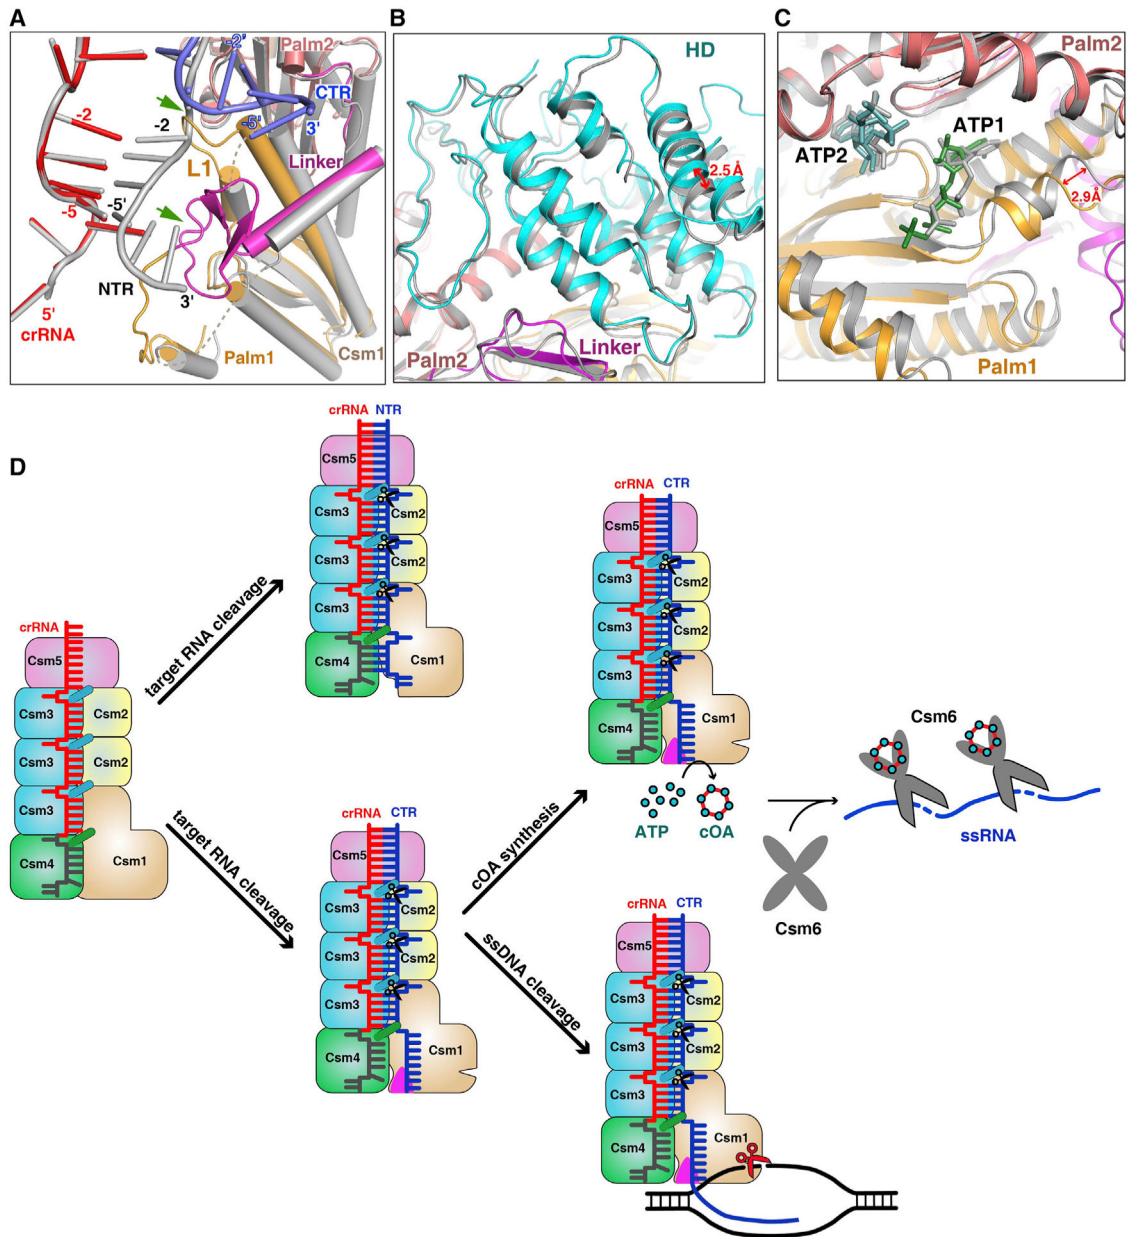 A
-2'
Palm2
CTR
-2
-2
-5'
3'
L1
Linker
-5
-5'
NTR
3'
5'
crRNA
Palm1
Csm1
B
HD
2.5 Å
Palm2
Linker
C
Palm2
ATP1
ATP2
2.9Å
Palm1
D
crRNA NTR
Csm5
Csm3
Csm2
Csm3
Csm2
Csm3
Csm4
Csm1
target RNA cleavage
crRNA
Csm5
Csm3
Csm2
Csm3
Csm2
Csm3
Csm4
Csm1
target RNA cleavage
crRNA CTR
Csm5
Csm3
Csm2
Csm3
Csm2
Csm3
Csm4
Csm1
cOA synthesis
crRNA CTR
Csm5
Csm3
Csm2
Csm3
Csm2
Csm3
Csm4
Csm1
ATP
cOA
Csm6
ssRNA
Csm6
ssDNA cleavage
crRNA CTR
Csm5
Csm3
Csm2
Csm3
Csm2
Csm3
Csm4
Csm1